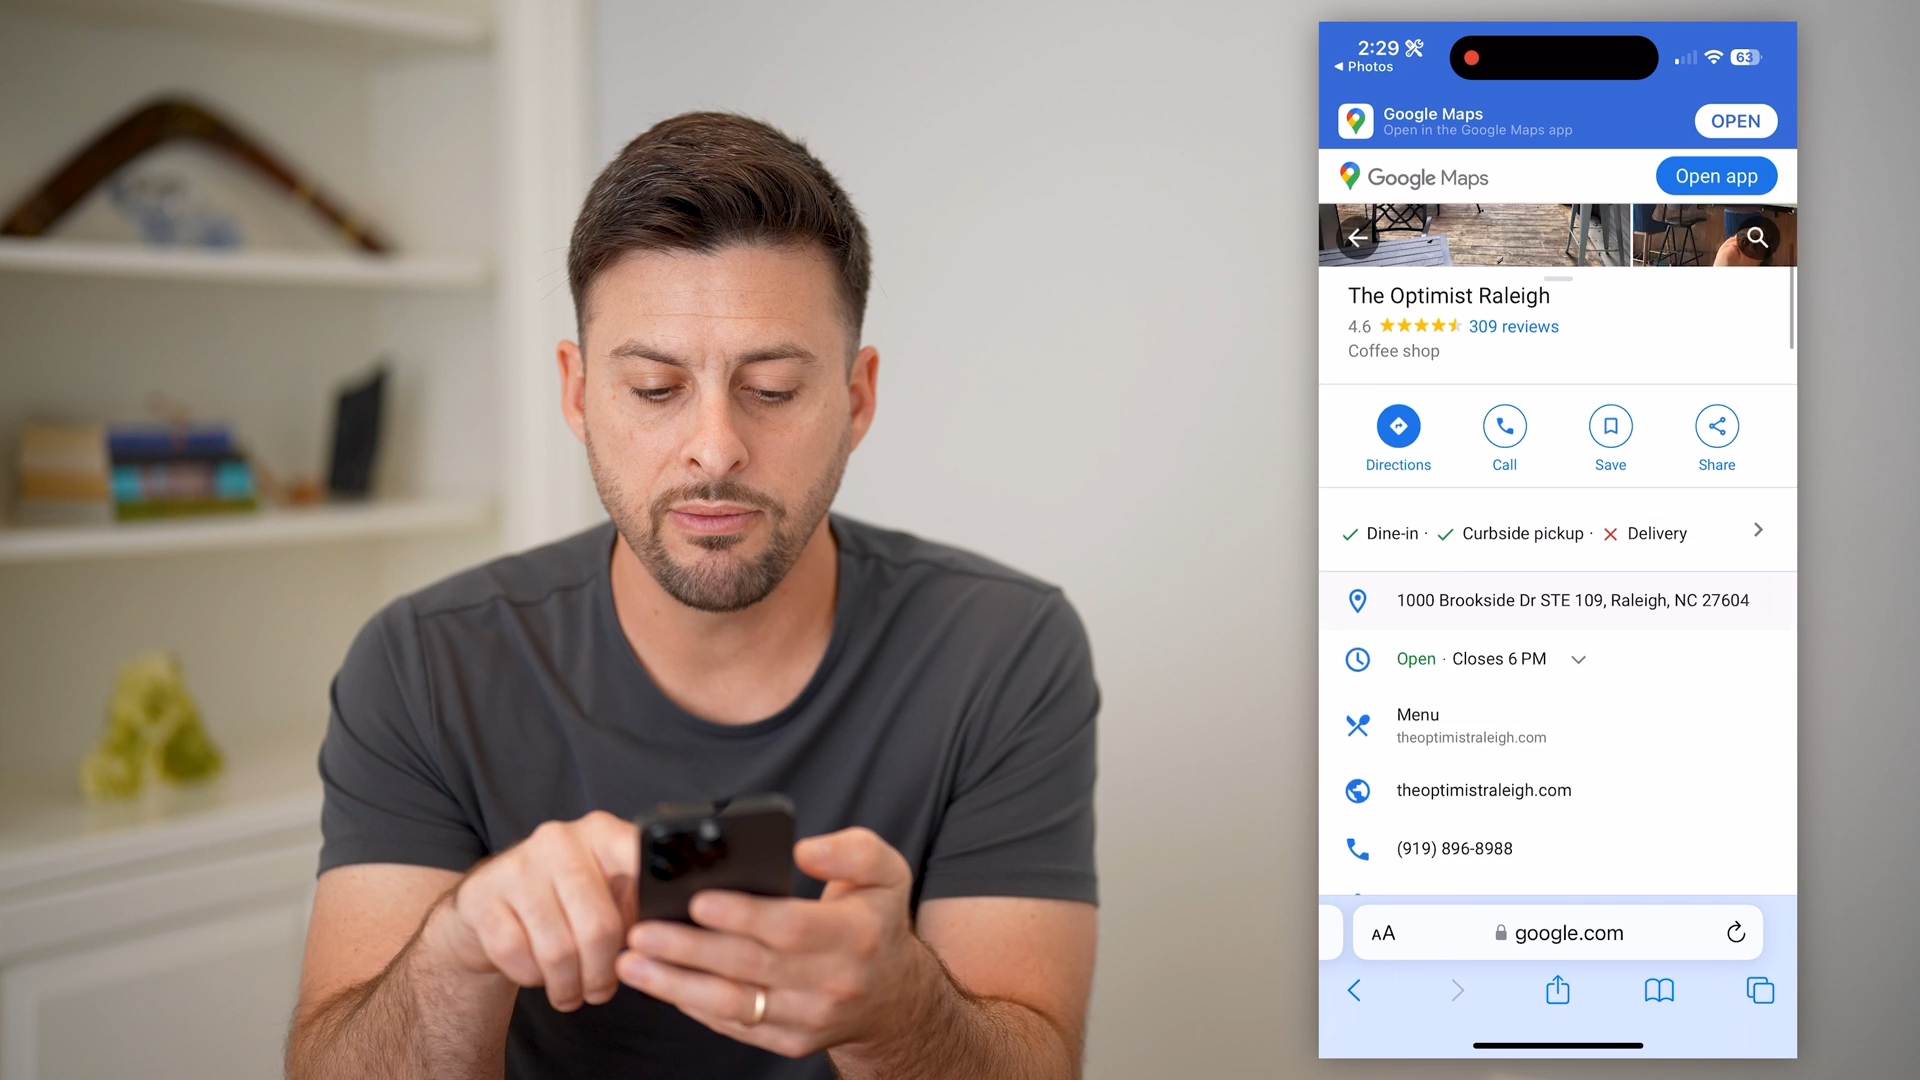 2:29
63
◀ Photos
Google Maps
Open in the Google Maps app
OPEN
Google Maps
Open app
The Optimist Raleigh
4.6 309 reviews
Coffee shop
Directions
Call
Save
Share
Dine-in · Curbside pickup · Delivery
1000 Brookside Dr STE 109, Raleigh, NC 27604
Open · Closes 6 PM
Menu
theoptimistraleigh.com
theoptimistraleigh.com
(919) 896-8988
AA google.com